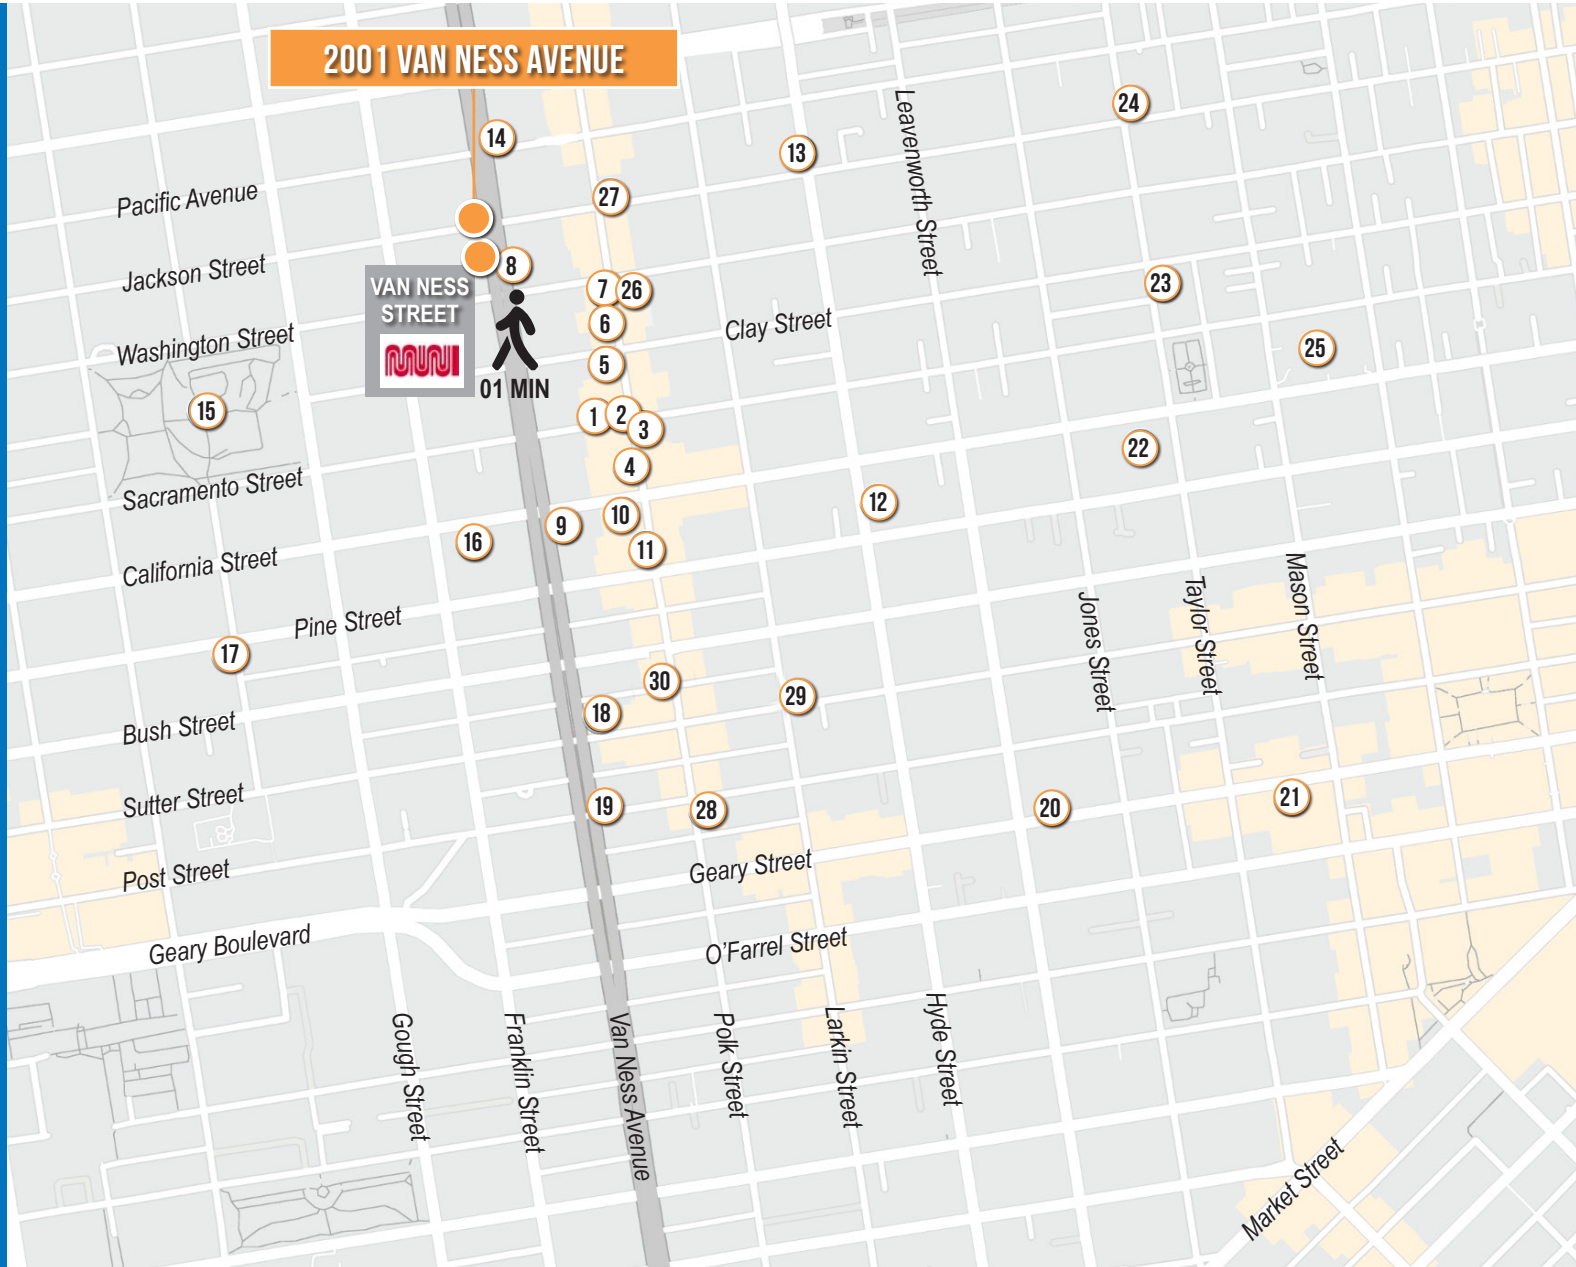 2001 VAN NESS AVENUE
24
14
13
Leavenworth Street
Pacific Avenue
27
8
Jackson Street
VAN NESS
STREET
muni
01 MIN
7
26
23
6
Clay Street
Washington Street
25
5
15
1
2
3
22
4
Sacramento Street
12
10
9
16
11
California Street
Mason Street
Taylor Street
Jones Street
Pine Street
17
30
29
18
Bush Street
Sutter Street
19
28
20
21
Post Street
Geary Street
Geary Boulevard
O'Farrel Street
Gough Street
Franklin Street
Van Ness Avenue
Polk Street
Larkin Street
Hyde Street
Market Street